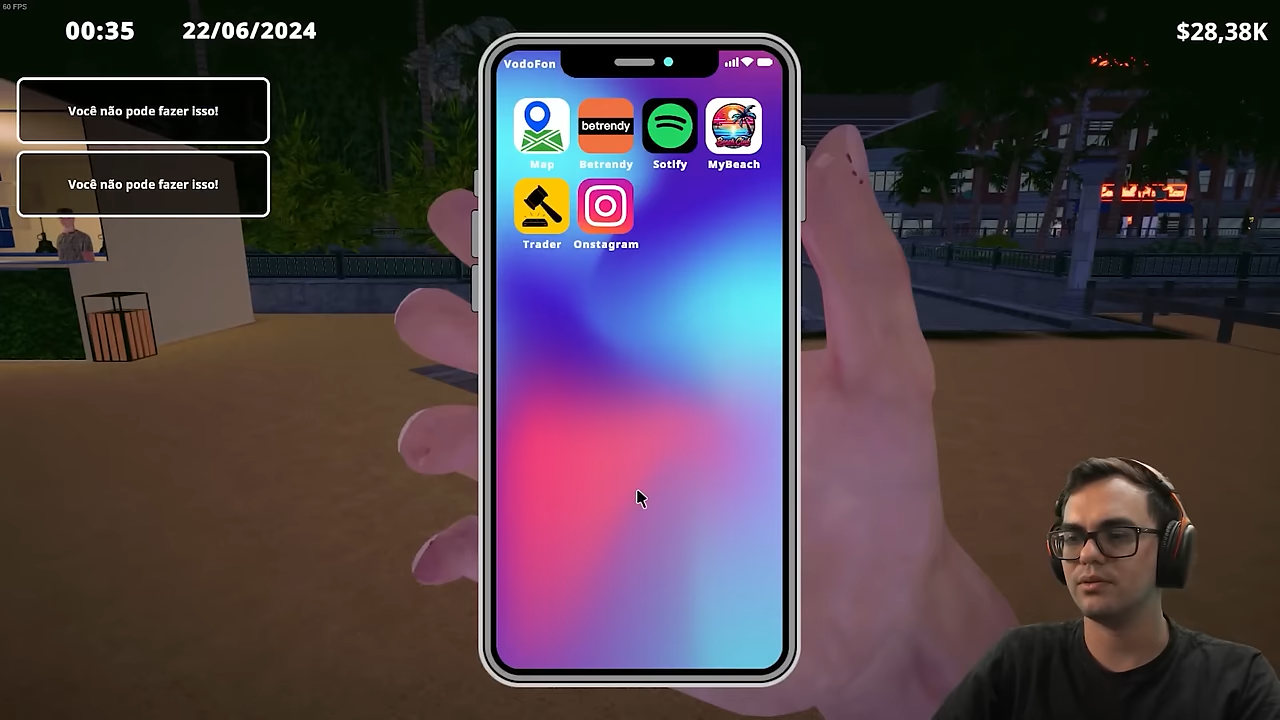 60 FPS
00:35
22/06/2024
$28,38K
Você não pode fazer isso!
Você não pode fazer isso!
VodoFon
betrendy
Map
Betrendy
Sotify
MyBeach
Trader
Onstagram